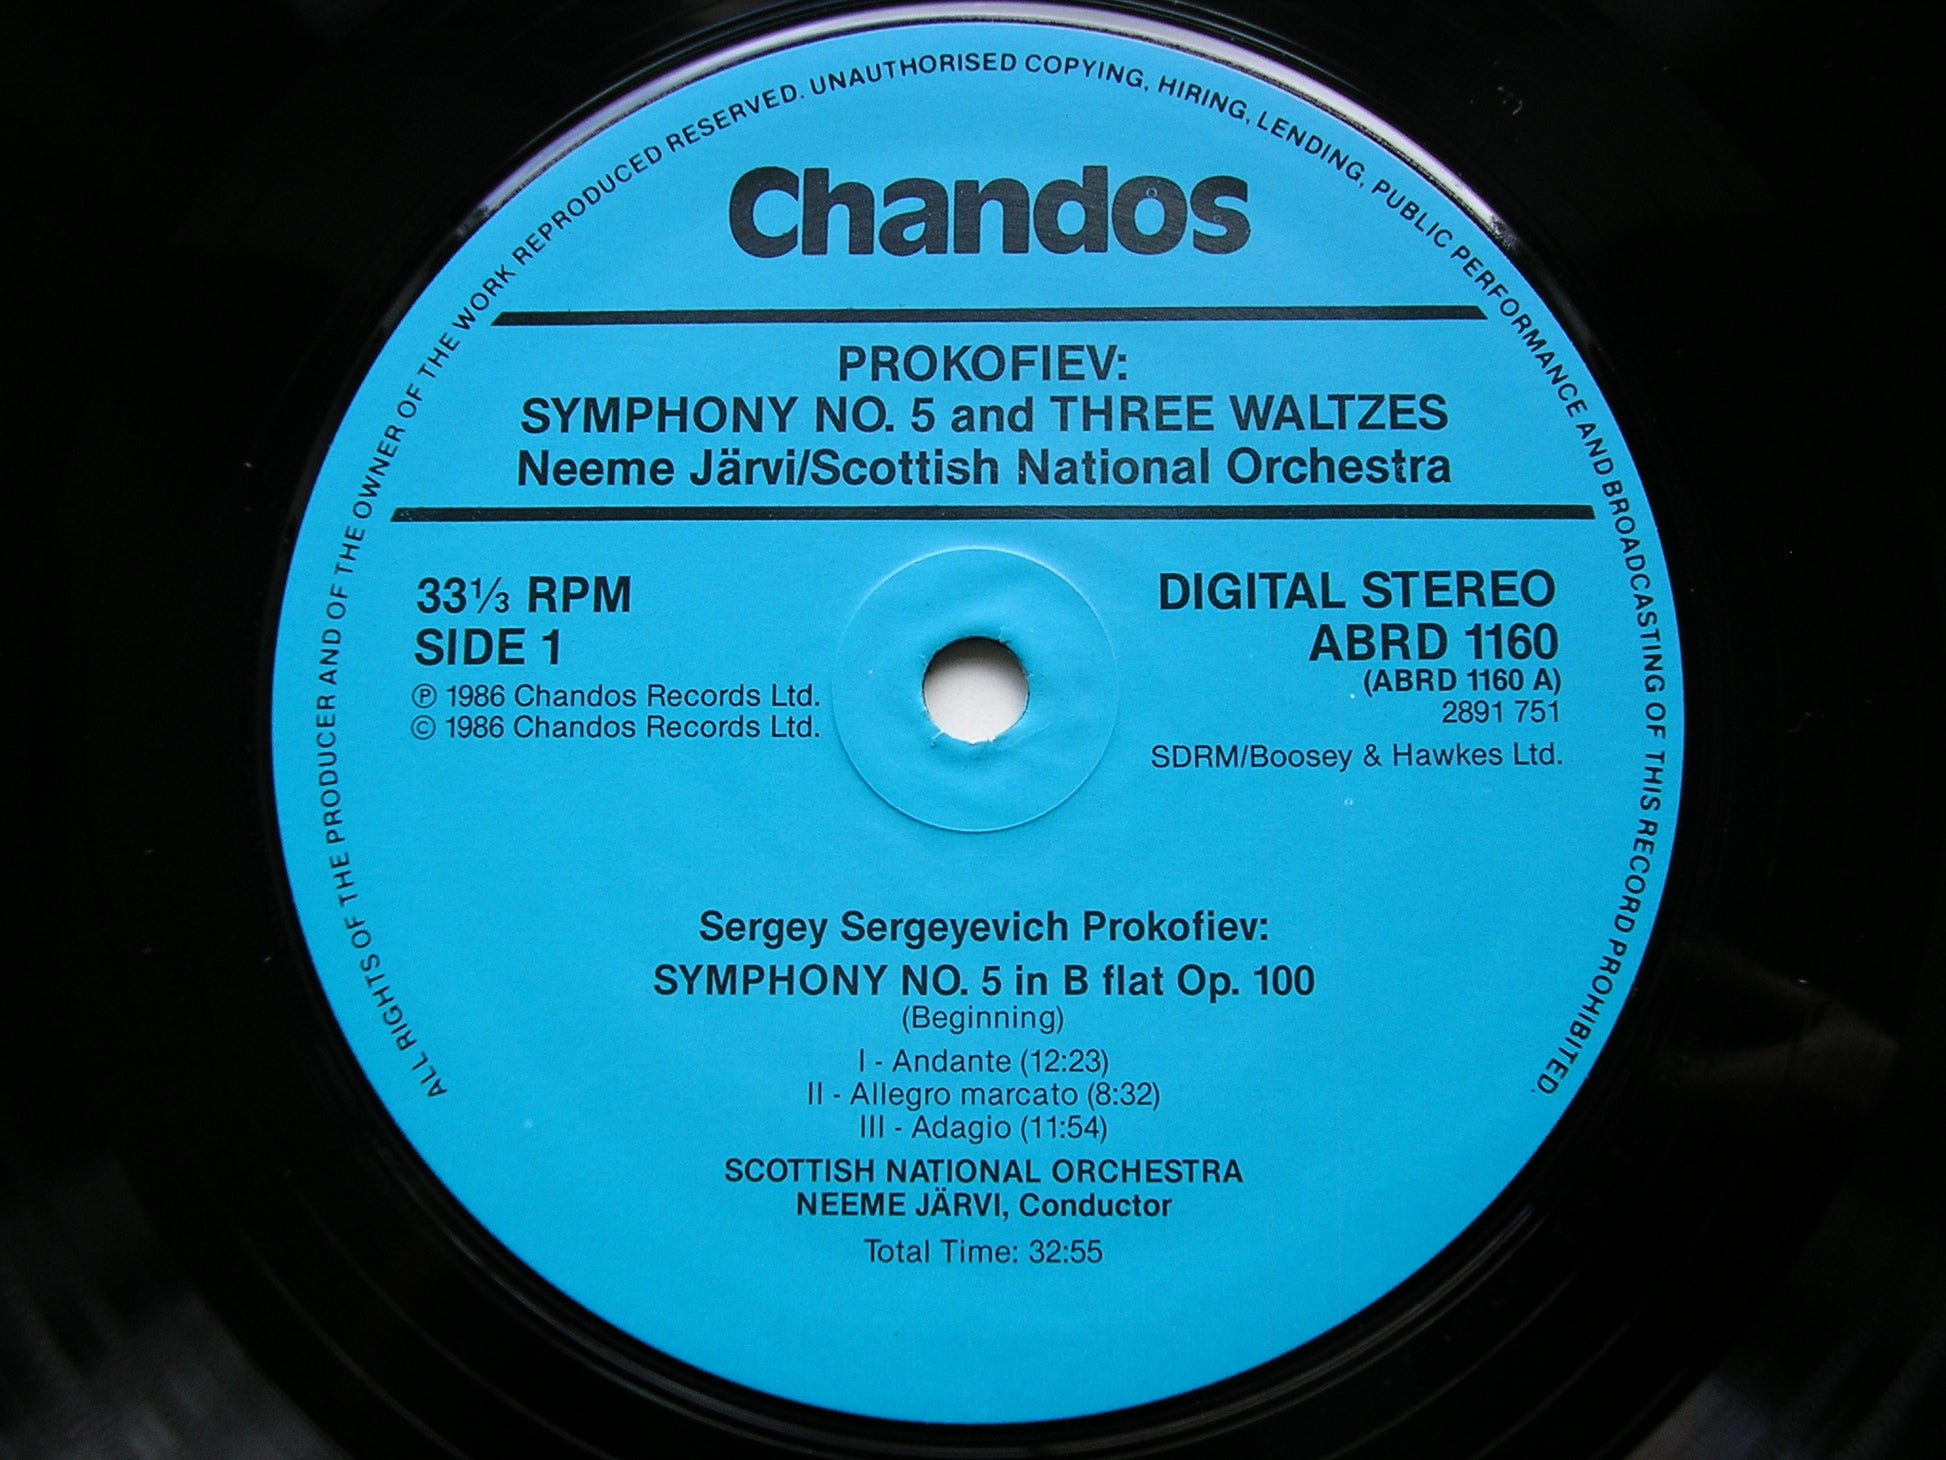 ALL RIGHTS OF THE PRODUCER AND OF THE OWNER OF THE WORK REPRODUCED RESERVED. UNAUTHORISED COPYING, HIRING, LENDING, PUBLIC PERFORMANCE AND BROADCASTING OF THIS RECORD PROHIBITED.
Chandos
PROKOFIEV:
SYMPHONY NO. 5 and THREE WALTZES
Neeme Järvi/Scottish National Orchestra
33⅓ RPM
SIDE 1
℗ 1986 Chandos Records Ltd.
© 1986 Chandos Records Ltd.
DIGITAL STEREO
ABRD 1160
(ABRD 1160 A)
2891 751
SDRM/Boosey & Hawkes Ltd.
Sergey Sergeyevich Prokofiev:
SYMPHONY NO. 5 in B flat Op. 100
(Beginning)
I - Andante (12:23)
II - Allegro marcato (8:32)
III - Adagio (11:54)
SCOTTISH NATIONAL ORCHESTRA
NEEME JÄRVI, Conductor
Total Time: 32:55